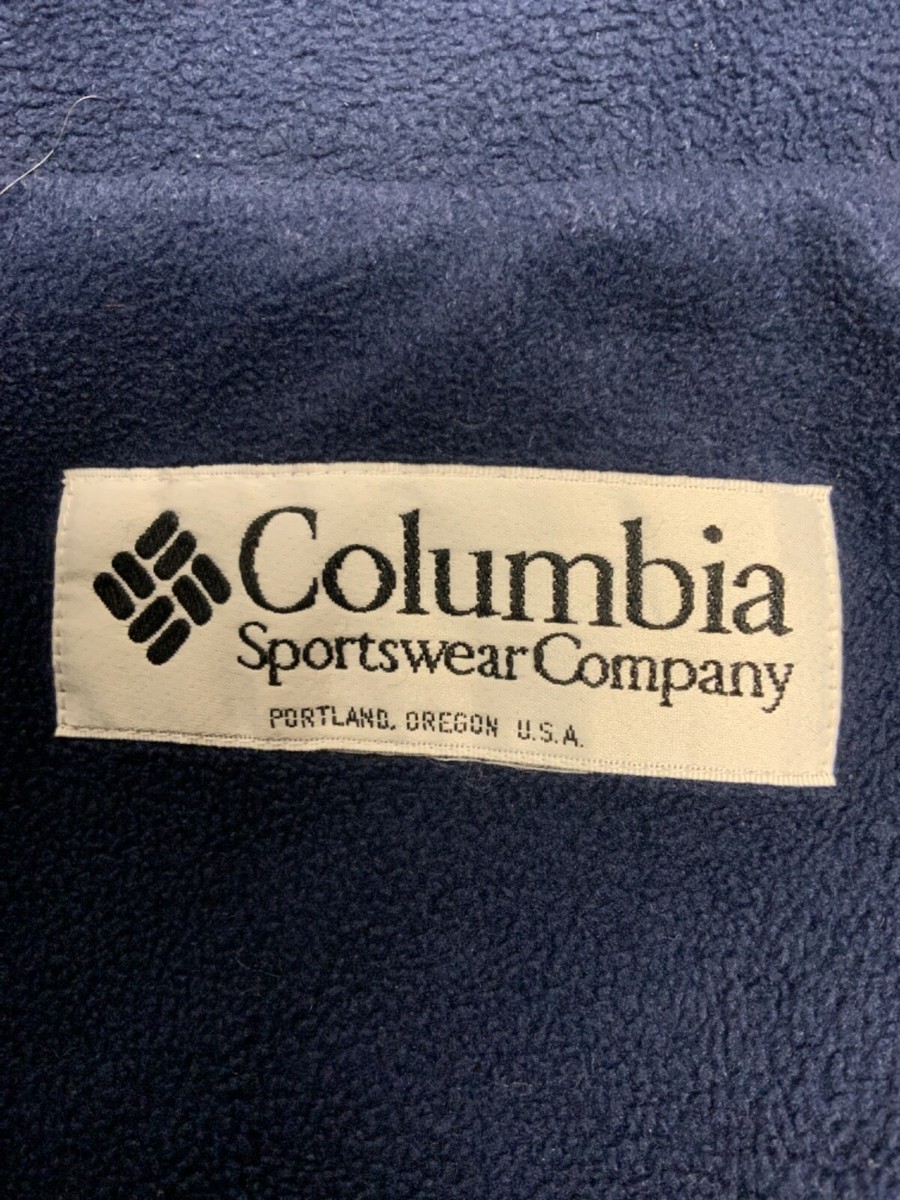 Columbia
Sportswear Company
PORTLAND, OREGON U.S.A.